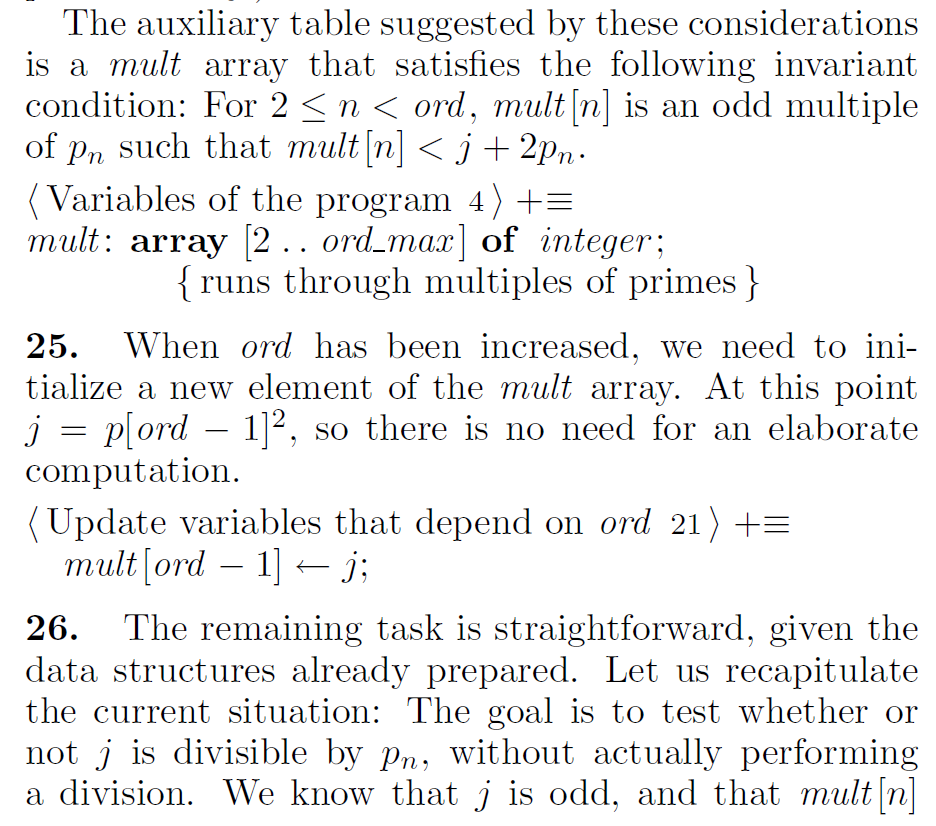 The auxiliary table suggested by these considerations
is a mult array that satisfies the following invariant
condition: For 2 ≤ n < ord, mult[n] is an odd multiple
of pₙ such that mult[n] < j + 2pₙ.
⟨Variables of the program 4⟩ +≡
mult: array [2 .. ord_max] of integer;
{ runs through multiples of primes }
25. When ord has been increased, we need to ini-
tialize a new element of the mult array. At this point
j = p[ord − 1]², so there is no need for an elaborate
computation.
⟨Update variables that depend on ord 21⟩ +≡
mult[ord − 1] ← j;
26. The remaining task is straightforward, given the
data structures already prepared. Let us recapitulate
the current situation: The goal is to test whether or
not j is divisible by pₙ, without actually performing
a division. We know that j is odd, and that mult[n]